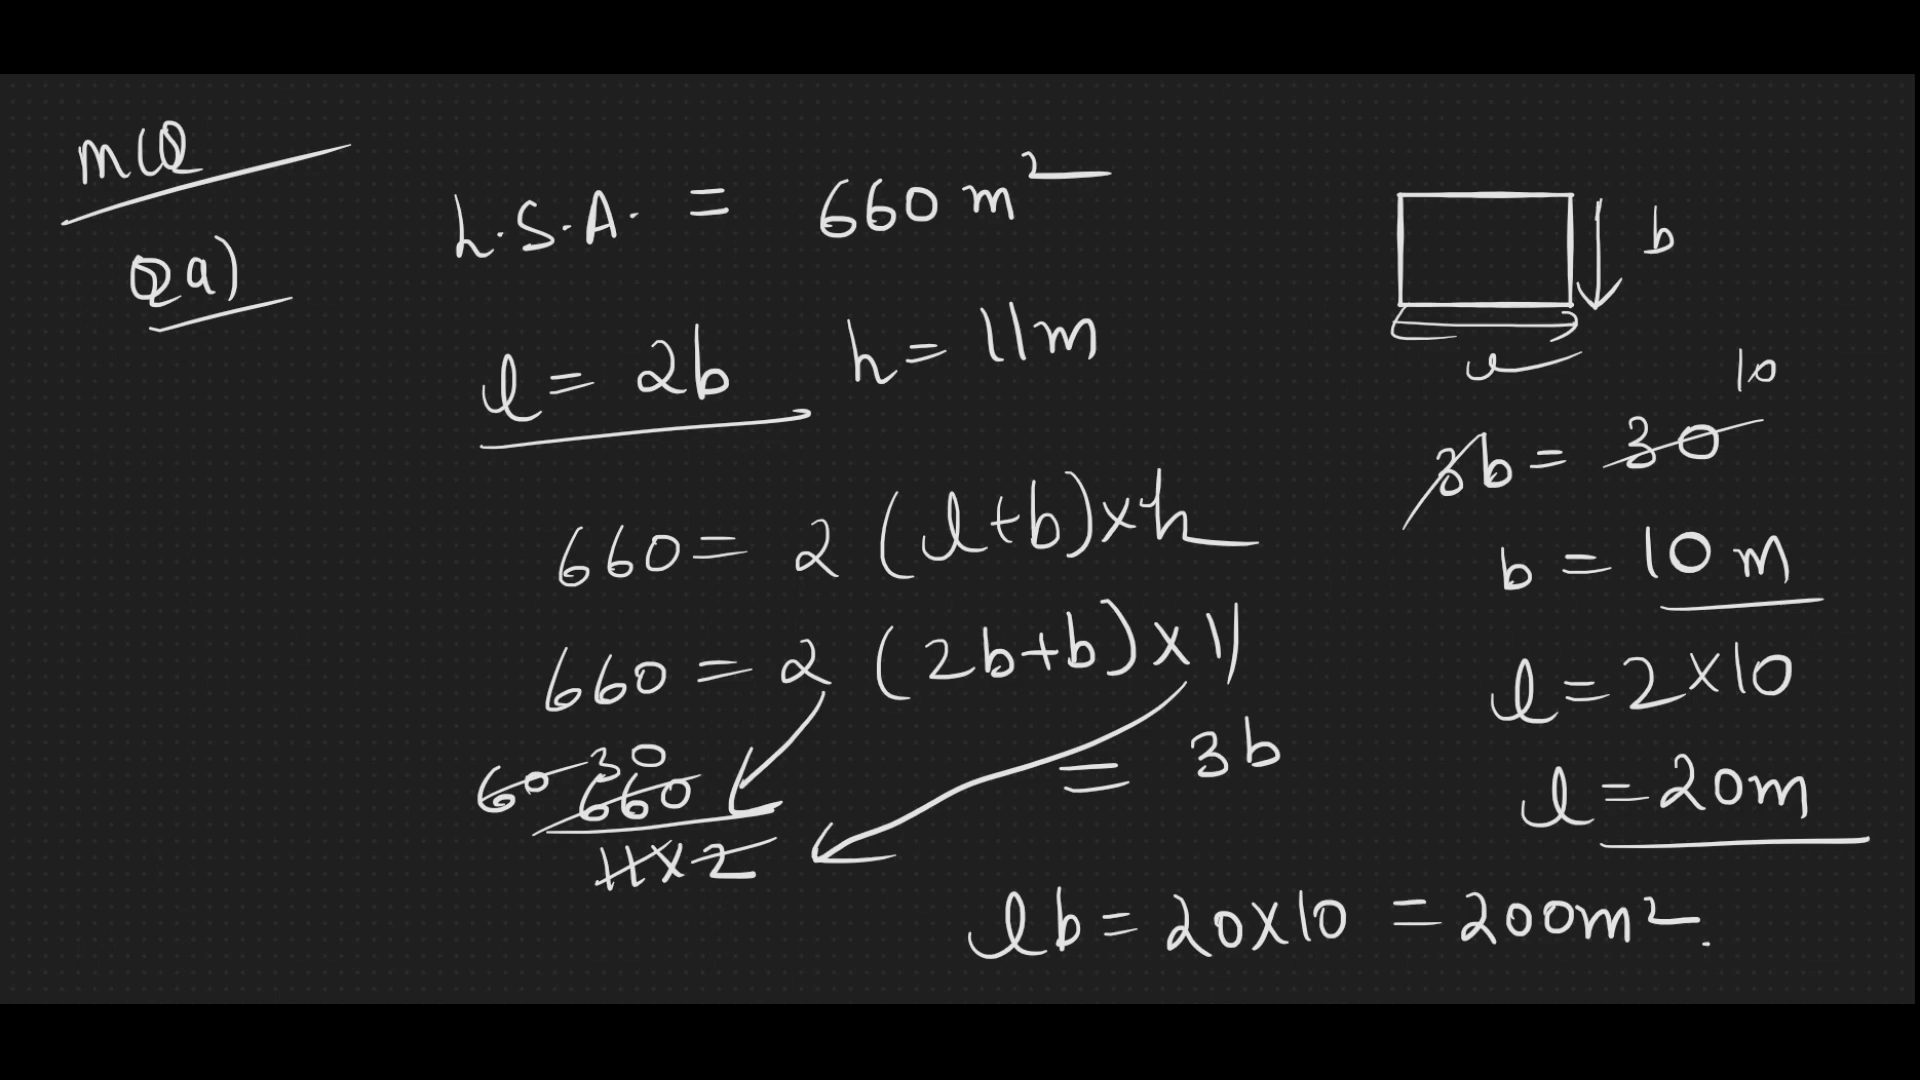 MCQ
Qa)
L.S.A. = 660 m²
l = 2b h = 11m
660 = 2 (l+b)×h
660 = 2 (2b+b)×11
60 30
660
11×2
= 3b
b
l
10
3b = 30
b = 10 m
l = 2×10
l = 20m
lb = 20×10 = 200m².